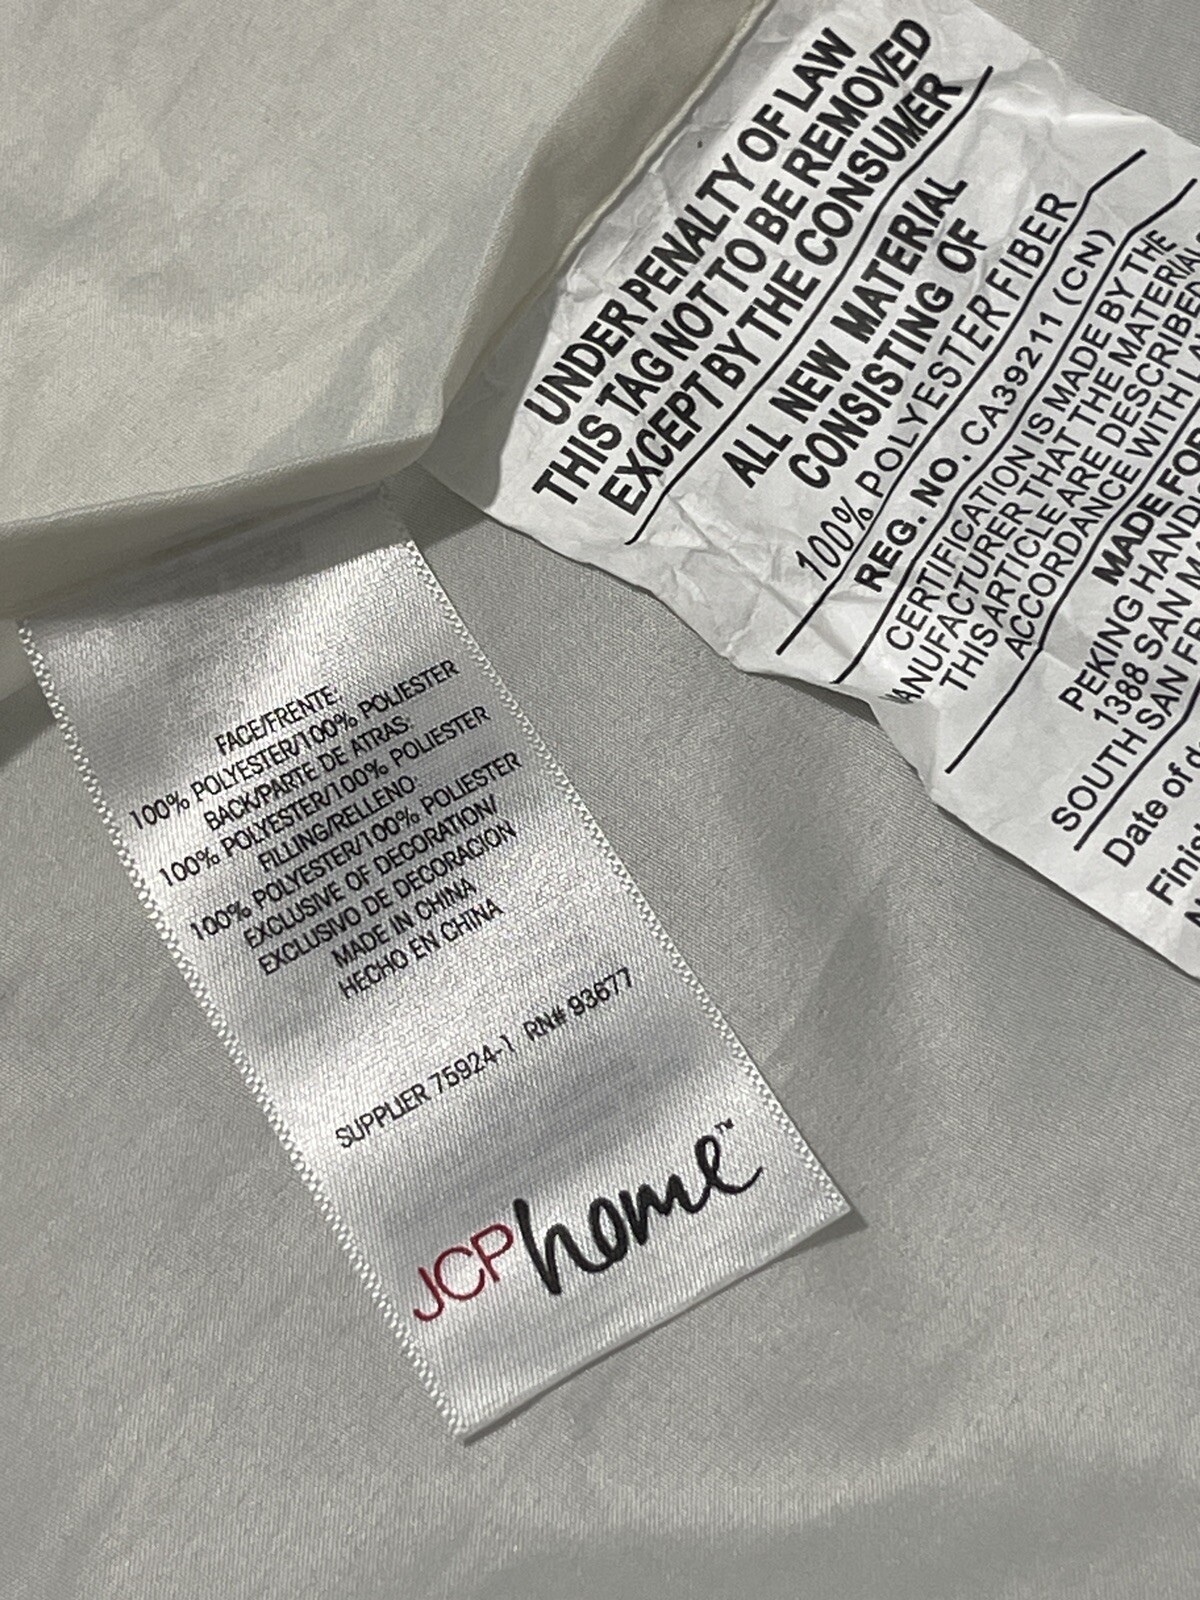 UNDER PENALTY OF LAW
THIS TAG NOT TO BE REMOVED
EXCEPT BY THE CONSUMER
ALL NEW MATERIAL
CONSISTING OF
100% POLYESTER FIBER
REG. NO. CA39211 (CN)
CERTIFICATION IS MADE BY THE
MANUFACTURER THAT THE MATERIAL
THIS ARTICLE ARE DESCRIBED
ACCORDANCE WITH
MADE FOR
PEKING
1388 SAN
SOUTH SAN
Date of
FACE/FRENTE:
100% POLYESTER/100% POLIESTER
BACK/PARTE DE ATRAS:
100% POLYESTER/100% POLIESTER
FILLING/RELLENO:
100% POLYESTER/100% POLIESTER
EXCLUSIVE OF DECORATION/
EXCLUSIVO DE DECORACION
MADE IN CHINA
HECHO EN CHINA
SUPPLIER 75924-1 RN# 93677
JCP home™